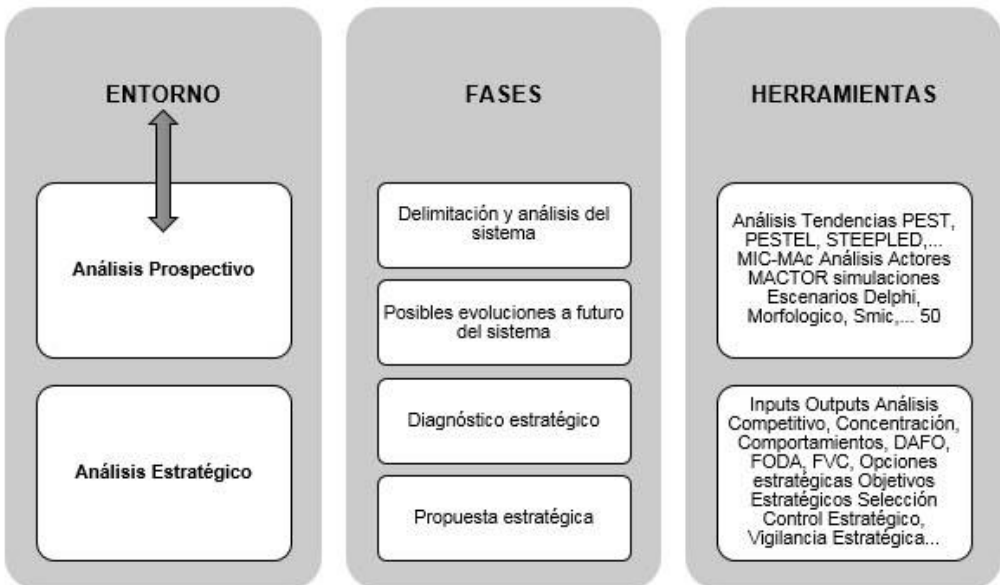 ENTORNO
Análisis Prospectivo
Análisis Estratégico
FASES
Delimitación y análisis del
sistema
Posibles evoluciones a futuro
del sistema
Diagnóstico estratégico
Propuesta estratégica
HERRAMIENTAS
Análisis Tendencias PEST,
PESTEL, STEEPLED,...
MIC-MAc Análisis Actores
MACTOR simulaciones
Escenarios Delphi,
Morfologico, Smic,... 50
Inputs Outputs Análisis
Competitivo, Concentración,
Comportamientos, DAFO,
FODA, FVC, Opciones
estratégicas Objetivos
Estratégicos Selección
Control Estratégico,
Vigilancia Estratégica...